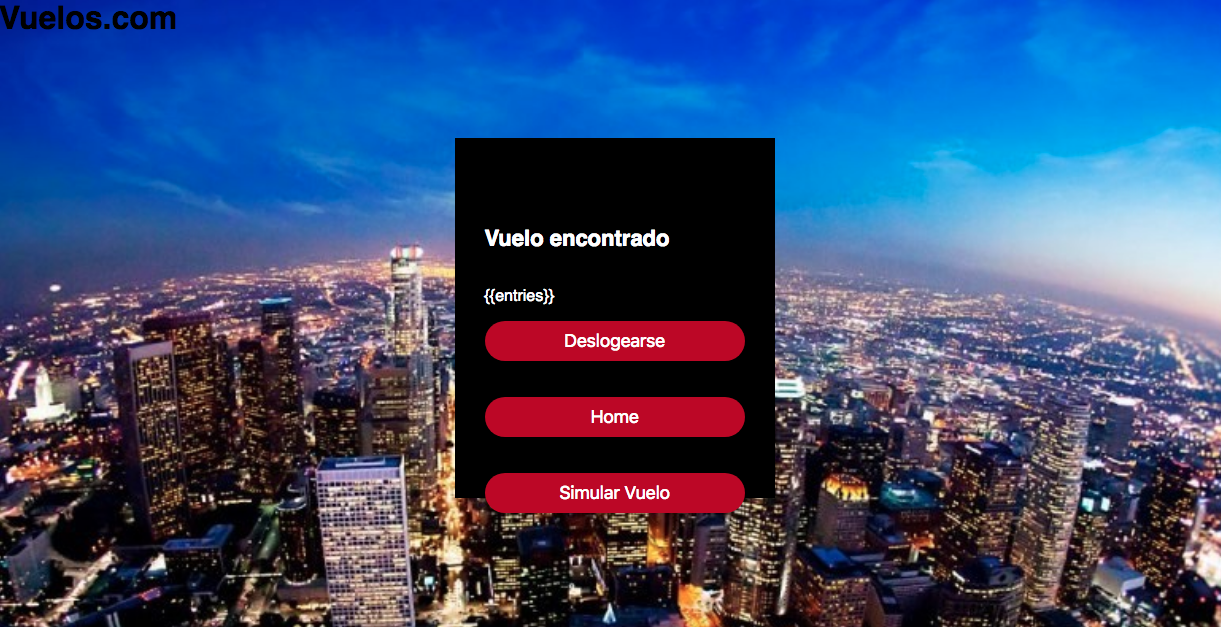 Vuelos.com
Vuelo encontrado
{{entries}}
Deslogearse
Home
Simular Vuelo